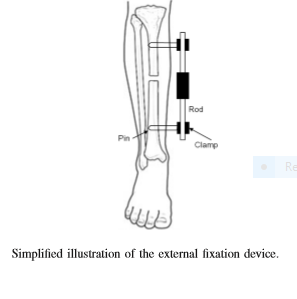 Rod
Pin
Clamp
Simplified illustration of the external fixation device.